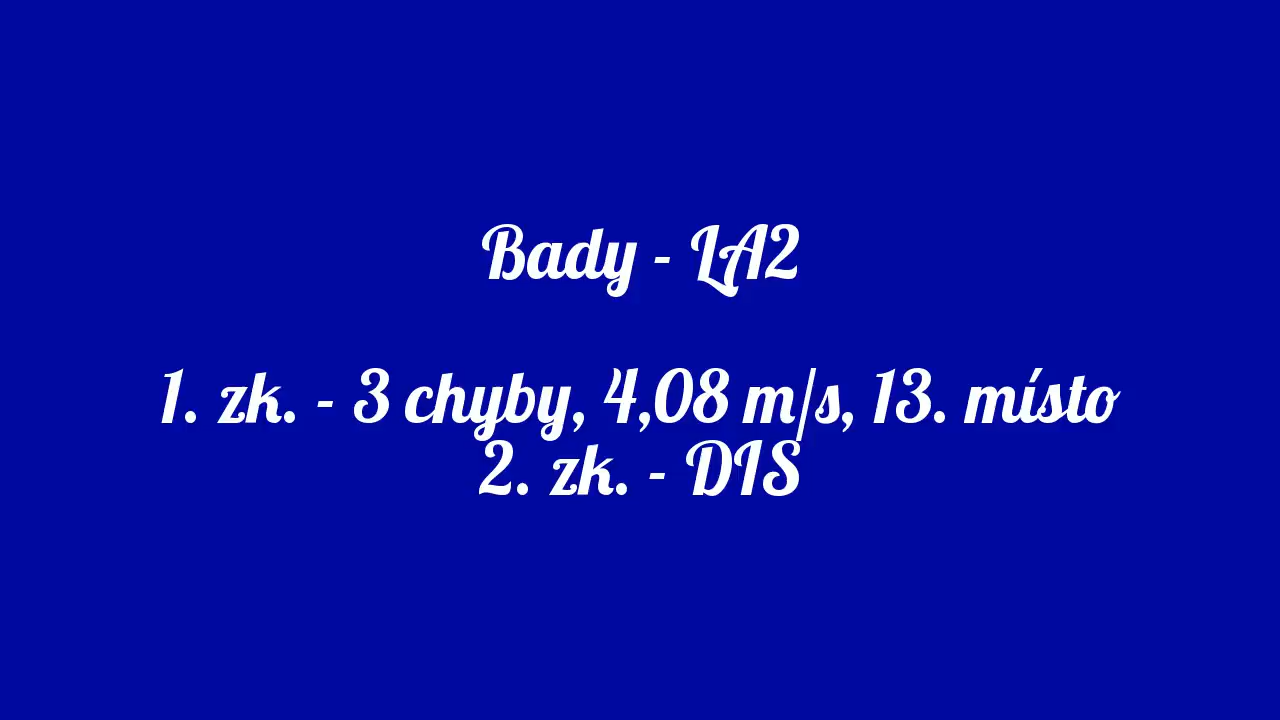 Bady - LA2
1. zk. - 3 chyby, 4,08 m/s, 13. místo
2. zk. - DIS